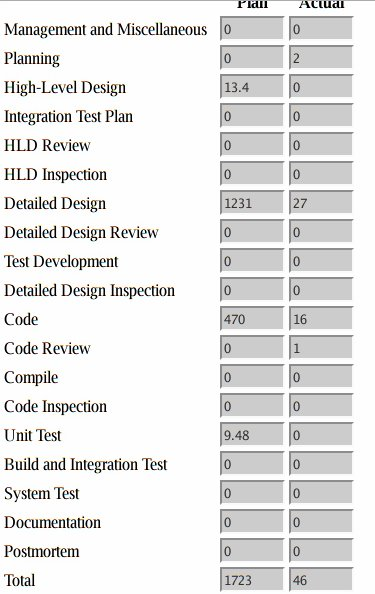 Plan Actual
Management and Miscellaneous 0 0
Planning 0 2
High-Level Design 13.4 0
Integration Test Plan 0 0
HLD Review 0 0
HLD Inspection 0 0
Detailed Design 1231 27
Detailed Design Review 0 0
Test Development 0 0
Detailed Design Inspection 0 0
Code 470 16
Code Review 0 1
Compile 0 0
Code Inspection 0 0
Unit Test 9.48 0
Build and Integration Test 0 0
System Test 0 0
Documentation 0 0
Postmortem 0 0
Total 1723 46